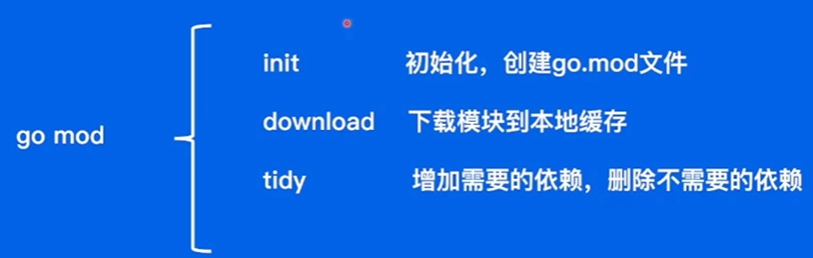 go mod
init 初始化，创建go.mod文件
download 下载模块到本地缓存
tidy 增加需要的依赖，删除不需要的依赖